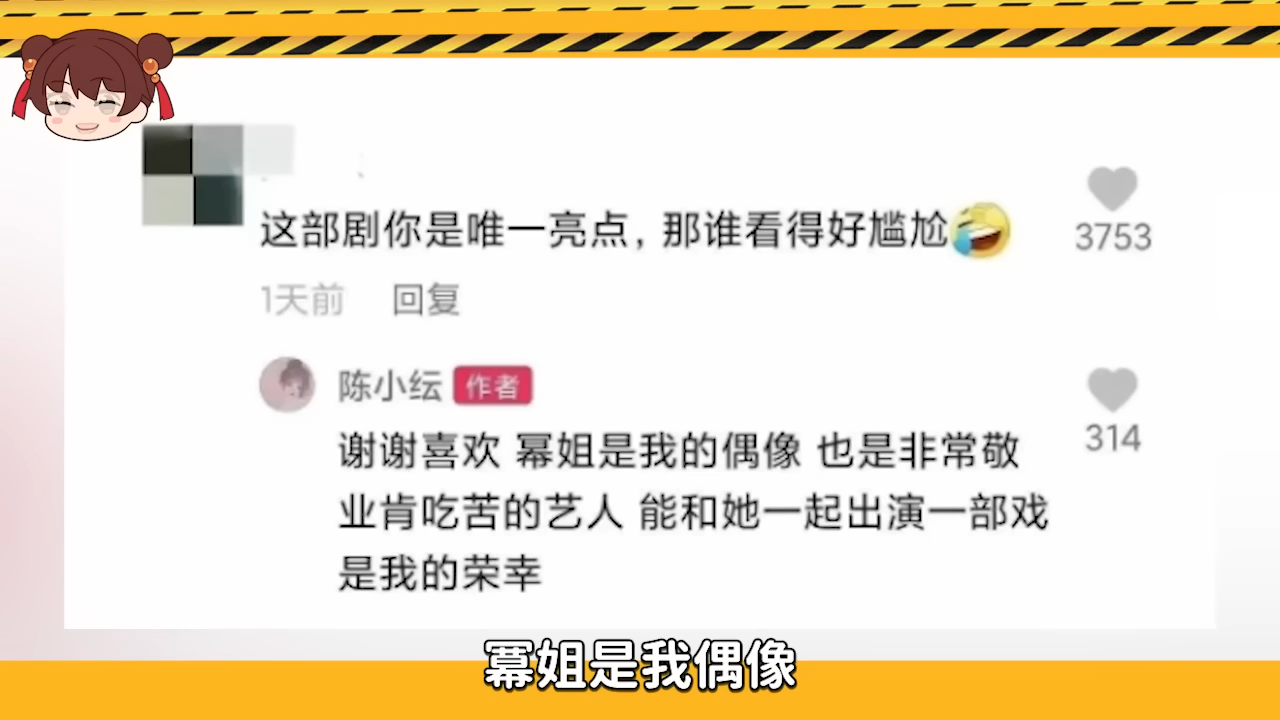 这部剧你是唯一亮点，那谁看得好尴尬🤣
3753
1天前 回复
陈小纭 作者
谢谢喜欢 幂姐是我的偶像 也是非常敬
业肯吃苦的艺人 能和她一起出演一部戏
是我的荣幸
314
幂姐是我偶像